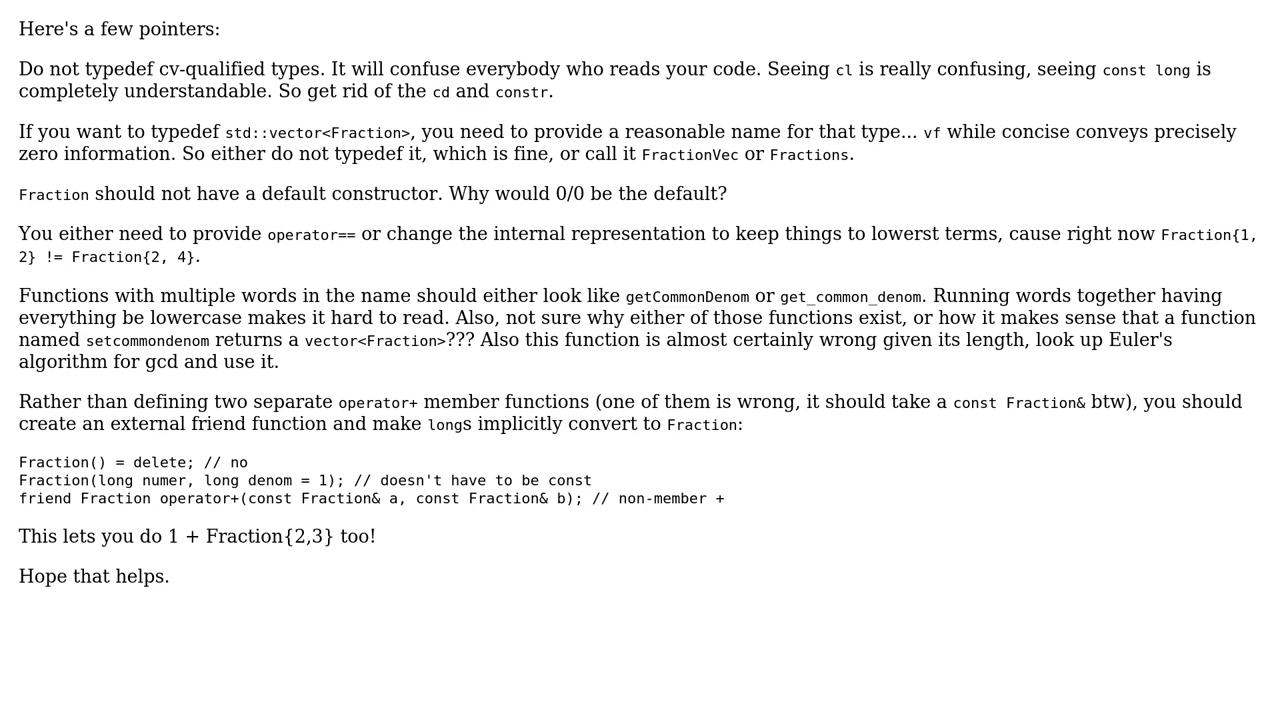 Here's a few pointers:
Do not typedef cv-qualified types. It will confuse everybody who reads your code. Seeing cl is really confusing, seeing const long is
completely understandable. So get rid of the cd and constr.
If you want to typedef std::vector<Fraction>, you need to provide a reasonable name for that type... vf while concise conveys precisely
zero information. So either do not typedef it, which is fine, or call it FractionVec or Fractions.
Fraction should not have a default constructor. Why would 0/0 be the default?
You either need to provide operator== or change the internal representation to keep things to lowerst terms, cause right now Fraction{1,
2} != Fraction{2, 4}.
Functions with multiple words in the name should either look like getCommonDenom or get_common_denom. Running words together having
everything be lowercase makes it hard to read. Also, not sure why either of those functions exist, or how it makes sense that a function
named setcommondenom returns a vector<Fraction>??? Also this function is almost certainly wrong given its length, look up Euler's
algorithm for gcd and use it.
Rather than defining two separate operator+ member functions (one of them is wrong, it should take a const Fraction& btw), you should
create an external friend function and make longs implicitly convert to Fraction:
Fraction() = delete; // no
Fraction(long numer, long denom = 1); // doesn't have to be const
friend Fraction operator+(const Fraction& a, const Fraction& b); // non-member +
This lets you do 1 + Fraction{2,3} too!
Hope that helps.